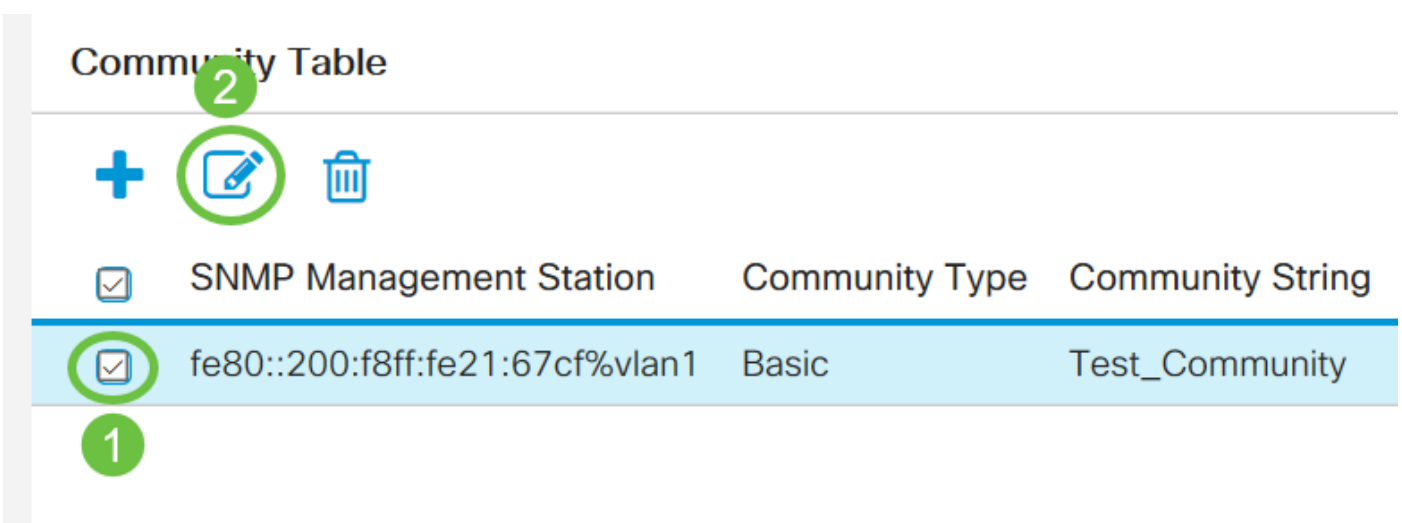 Community Table
2
SNMP Management Station Community Type Community String
fe80::200:f8ff:fe21:67cf%vlan1 Basic Test_Community
1